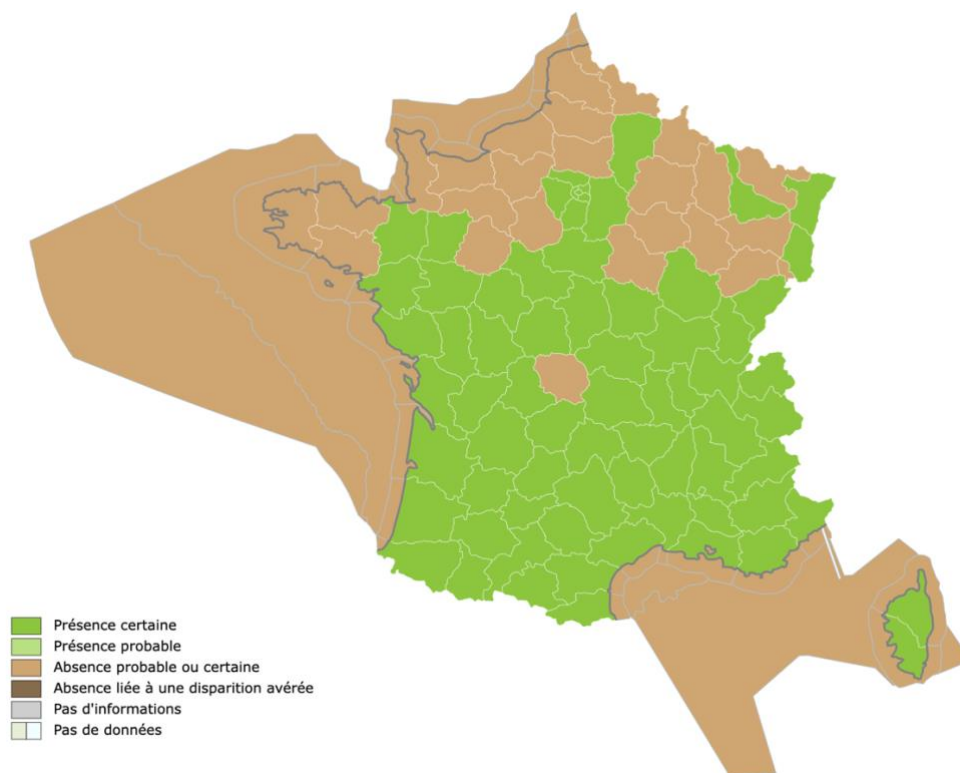 Présence certaine
Présence probable
Absence probable ou certaine
Absence liée à une disparition avérée
Pas d'informations
Pas de données